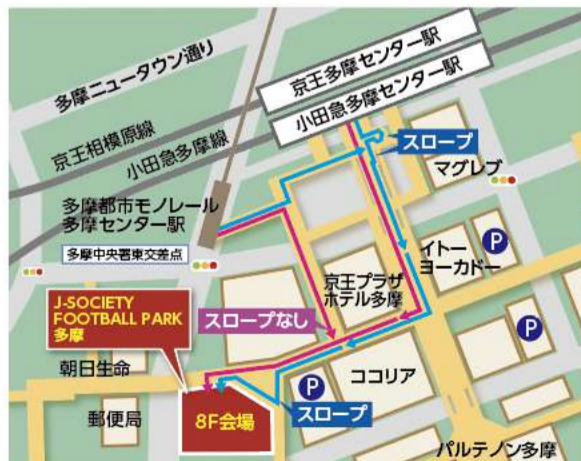 京王多摩センター駅
小田急多摩センター駅
多摩ニュータウン通り
京王相模原線
小田急多摩線
スロープ
マグレブ
多摩都市モノレール
多摩センター駅
多摩中央署東交差点
P
イトー
ヨーカドー
京王プラザ
ホテル多摩
J-SOCIETY
FOOTBALL PARK
多摩
スロープなし
P
朝日生命
ココリア
P
スロープ
郵便局
8F会場
パルテノン多摩